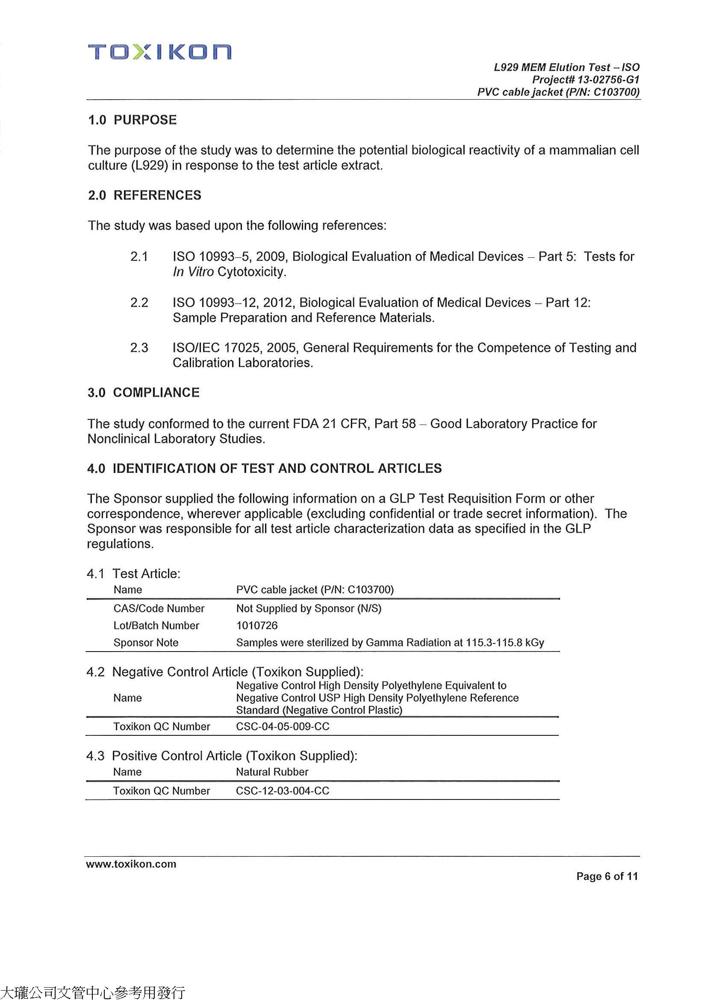 TOXIKON
L929 MEM Elution Test – ISO
Project# 13-02756-G1
PVC cable jacket (P/N: C103700)
1.0 PURPOSE
The purpose of the study was to determine the potential biological reactivity of a mammalian cell
culture (L929) in response to the test article extract.
2.0 REFERENCES
The study was based upon the following references:
2.1 ISO 10993–5, 2009, Biological Evaluation of Medical Devices – Part 5: Tests for
In Vitro Cytotoxicity.
2.2 ISO 10993–12, 2012, Biological Evaluation of Medical Devices – Part 12:
Sample Preparation and Reference Materials.
2.3 ISO/IEC 17025, 2005, General Requirements for the Competence of Testing and
Calibration Laboratories.
3.0 COMPLIANCE
The study conformed to the current FDA 21 CFR, Part 58 – Good Laboratory Practice for
Nonclinical Laboratory Studies.
4.0 IDENTIFICATION OF TEST AND CONTROL ARTICLES
The Sponsor supplied the following information on a GLP Test Requisition Form or other
correspondence, wherever applicable (excluding confidential or trade secret information). The
Sponsor was responsible for all test article characterization data as specified in the GLP
regulations.
4.1 Test Article:
Name PVC cable jacket (P/N: C103700)
CAS/Code Number Not Supplied by Sponsor (N/S)
Lot/Batch Number 1010726
Sponsor Note Samples were sterilized by Gamma Radiation at 115.3-115.8 kGy
4.2 Negative Control Article (Toxikon Supplied):
Negative Control High Density Polyethylene Equivalent to
Name Negative Control USP High Density Polyethylene Reference
Standard (Negative Control Plastic)
Toxikon QC Number CSC-04-05-009-CC
4.3 Positive Control Article (Toxikon Supplied):
Name Natural Rubber
Toxikon QC Number CSC-12-03-004-CC
www.toxikon.com
Page 6 of 11
大瓏公司文管中心參考用發行